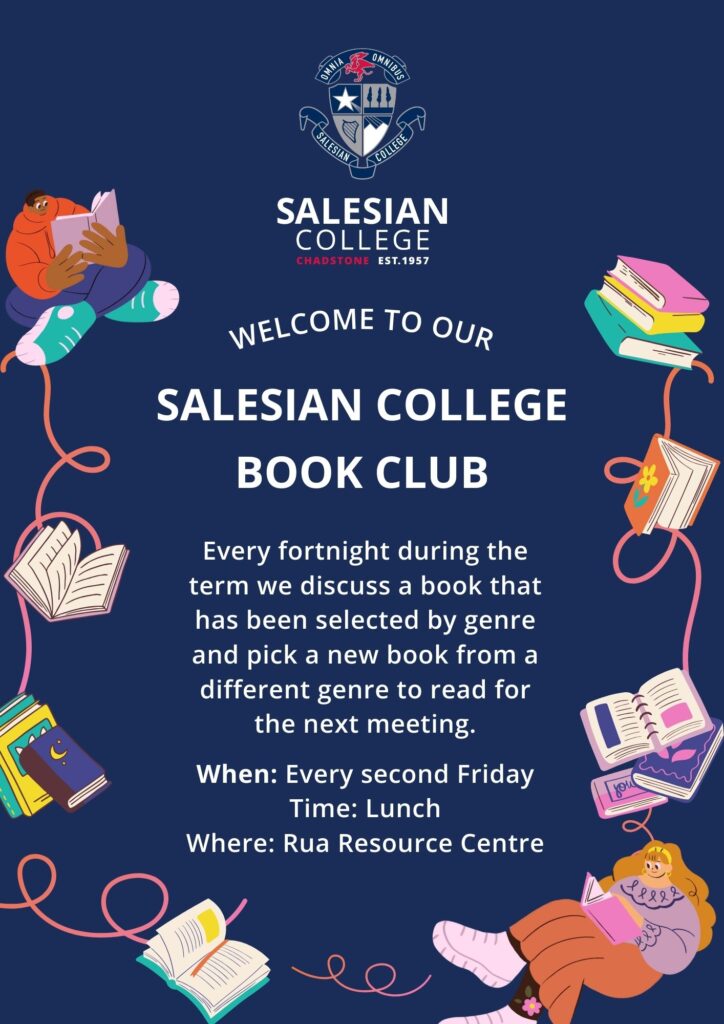 OMNIA OMNIBUS
SALESIAN COLLEGE
SALESIAN
COLLEGE
CHADSTONE EST.1957
WELCOME TO OUR
SALESIAN COLLEGE
BOOK CLUB
Every fortnight during the
term we discuss a book that
has been selected by genre
and pick a new book from a
different genre to read for
the next meeting.
When: Every second Friday
Time: Lunch
Where: Rua Resource Centre